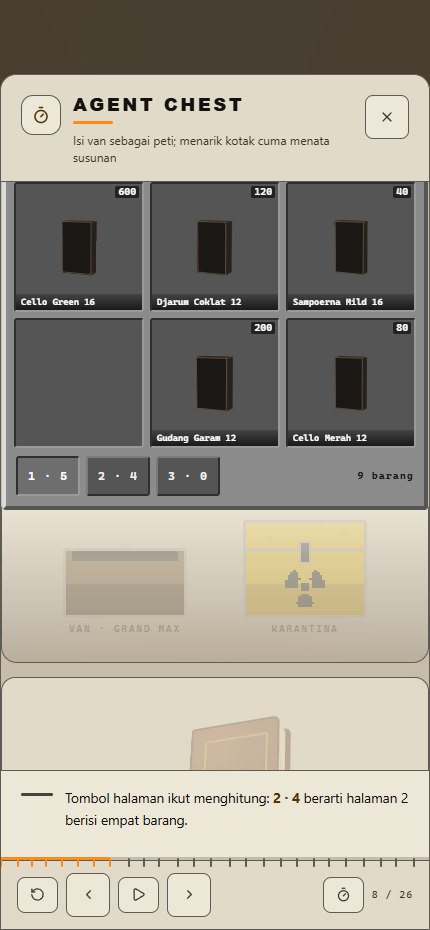 AGENT CHEST
Isi van sebagai peti; menarik kotak cuma menata
susunan
600
120
40
Cello Green 16
Djarum Coklat 12
Sampoerna Mild 16
200
80
Gudang Garam 12
Cello Merah 12
1 · 5
2 · 4
3 · 0
9 barang
VAN · GRAND MAX
KARANTINA
Tombol halaman ikut menghitung: 2 · 4 berarti halaman 2
berisi empat barang.
8 / 26